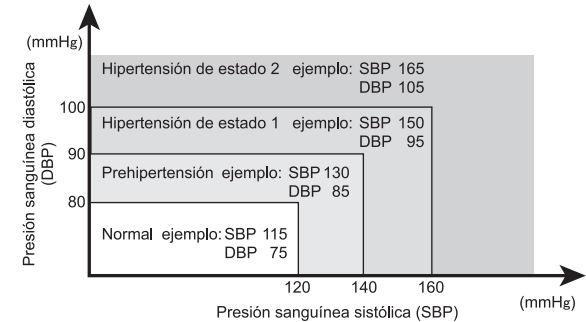 (mmHg)
Presión sanguínea diastólica
(DBP)
Hipertensión de estado 2 ejemplo: SBP 165
DBP 105
100
Hipertensión de estado 1 ejemplo: SBP 150
DBP 95
90
Prehipertensión ejemplo: SBP 130
DBP 85
80
Normal ejemplo: SBP 115
DBP 75
120 140 160
(mmHg)
Presión sanguínea sistólica (SBP)